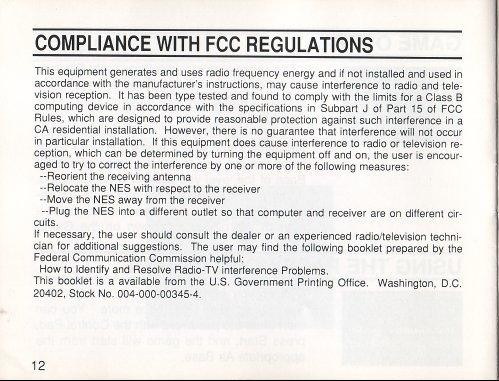 COMPLIANCE WITH FCC REGULATIONS
This equipment generates and uses radio frequency energy and if not installed and used in
accordance with the manufacturer's instructions, may cause interference to radio and tele-
vision reception. It has been type tested and found to comply with the limits for a Class B
computing device in accordance with the specifications in Subpart J of Part 15 of FCC
Rules, which are designed to provide reasonable protection against such interference in a
CA residential installation. However, there is no guarantee that interference will not occur
in particular installation. If this equipment does cause interference to radio or television re-
ception, which can be determined by turning the equipment off and on, the user is encour-
aged to try to correct the interference by one or more of the following measures:
--Reorient the receiving antenna
--Relocate the NES with respect to the receiver
--Move the NES away from the receiver
--Plug the NES into a different outlet so that computer and receiver are on different cir-
cuits.
If necessary, the user should consult the dealer or an experienced radio/television techni-
cian for additional suggestions. The user may find the following booklet prepared by the
Federal Communication Commission helpful:
How to Identify and Resolve Radio-TV interference Problems.
This booklet is a available from the U.S. Government Printing Office. Washington, D.C.
20402, Stock No. 004-000-00345-4.
12